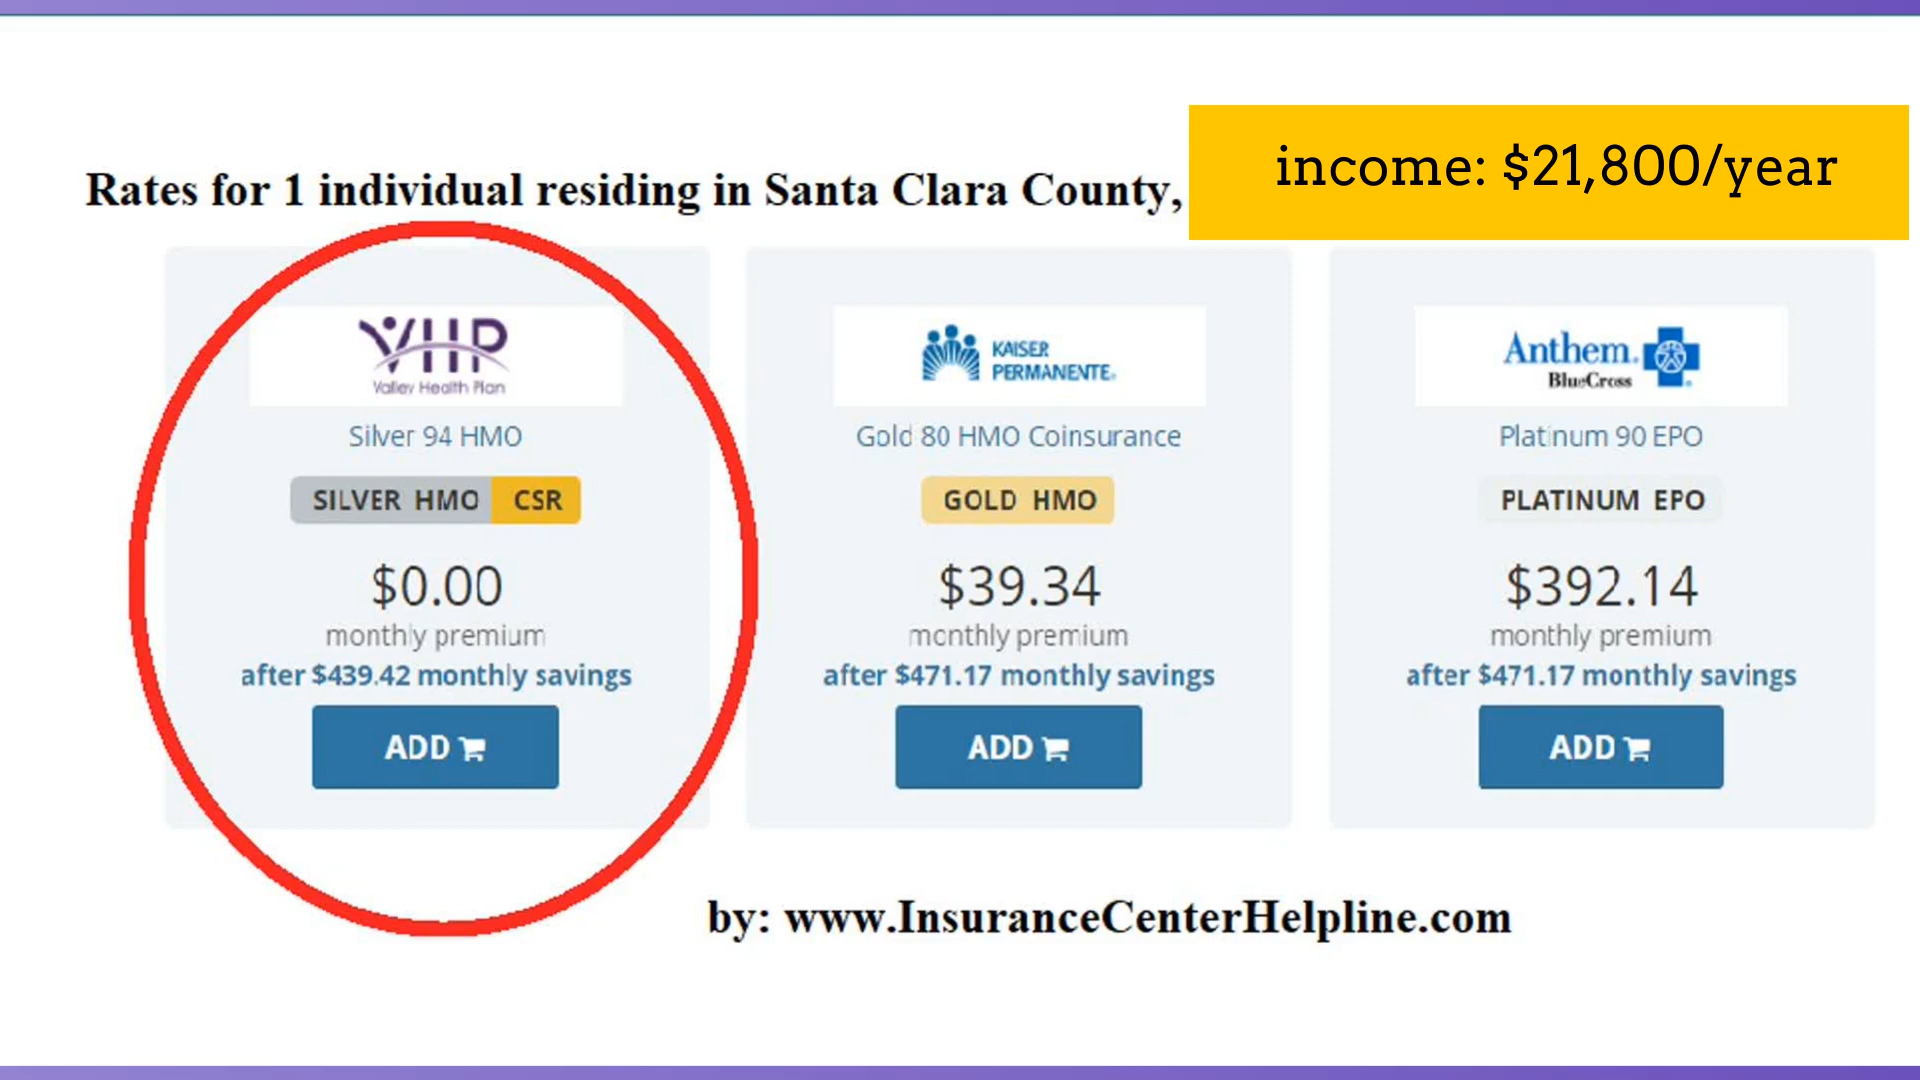 income: $21,800/year
Rates for 1 individual residing in Santa Clara County,
VHP
Valley Health Plan
Silver 94 HMO
SILVER HMO CSR
$0.00
monthly premium
after $439.42 monthly savings
ADD
KAISER
PERMANENTE.
Gold 80 HMO Coinsurance
GOLD HMO
$39.34
monthly premium
after $471.17 monthly savings
ADD
Anthem.
BlueCross
Platinum 90 EPO
PLATINUM EPO
$392.14
monthly premium
after $471.17 monthly savings
ADD
by: www.InsuranceCenterHelpline.com